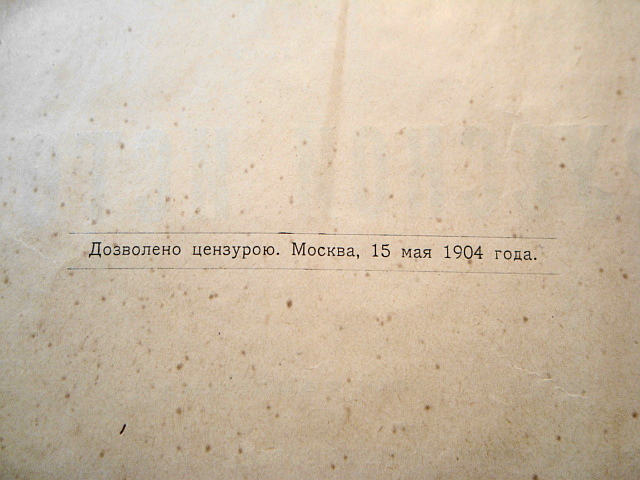 Дозволено цензурою. Москва, 15 мая 1904 года.